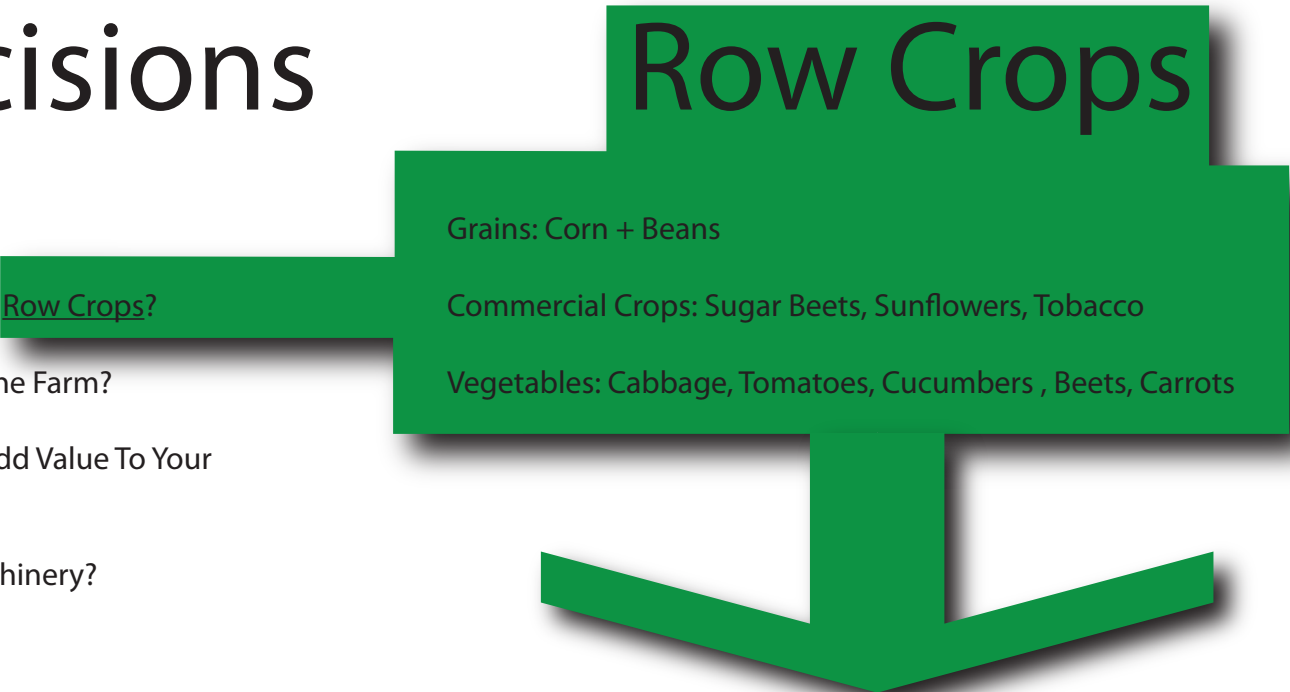 cisions
Row Crops?
he Farm?
dd Value To Your
hinery?
Row Crops
Grains: Corn + Beans
Commercial Crops: Sugar Beets, Sunflowers, Tobacco
Vegetables: Cabbage, Tomatoes, Cucumbers , Beets, Carrots